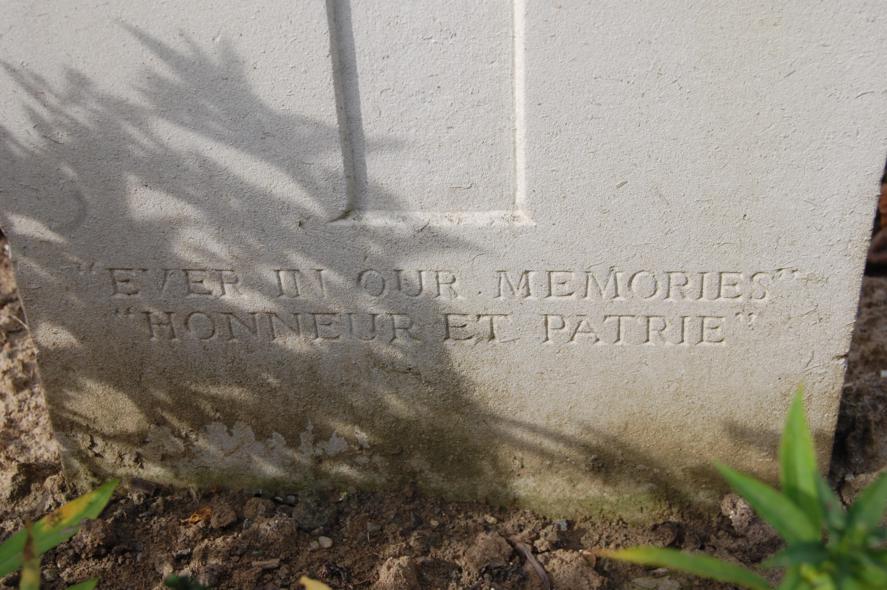 "EVER IN OUR MEMORIES"
"HONNEUR ET PATRIE"